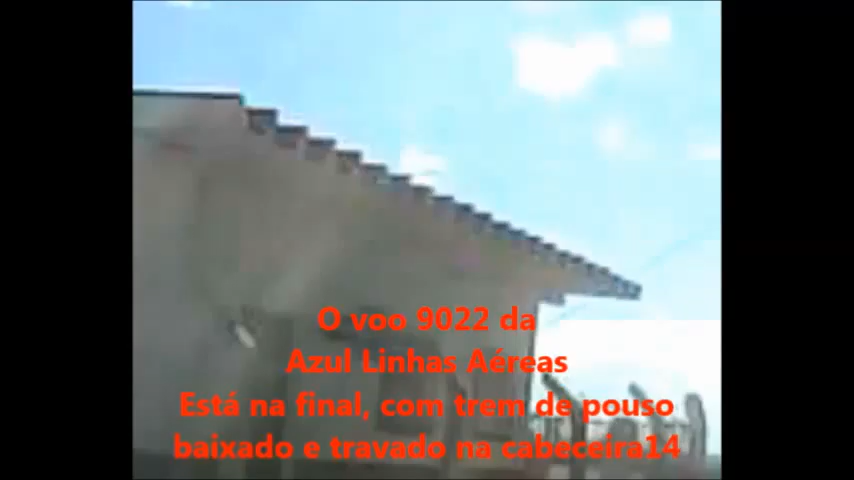 O voo 9022 da
Azul Linhas Aéreas
Está na final, com trem de pouso
baixado e travado na cabeceira14